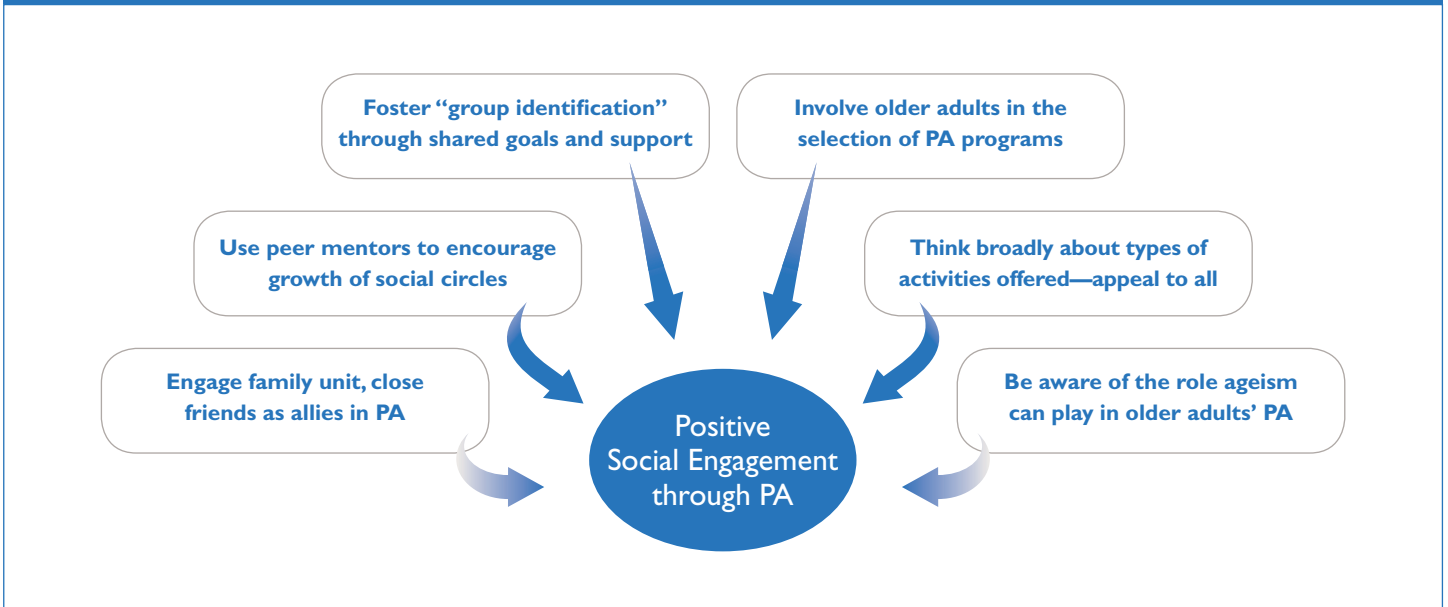 Foster “group identification”
through shared goals and support
Involve older adults in the
selection of PA programs
Use peer mentors to encourage
growth of social circles
Think broadly about types of
activities offered—appeal to all
Engage family unit, close
friends as allies in PA
Be aware of the role ageism
can play in older adults’ PA
Positive
Social Engagement
through PA